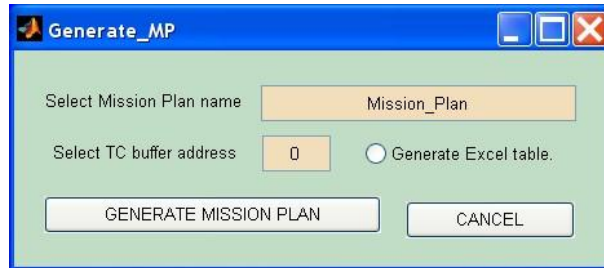 Generate_MP
Select Mission Plan name Mission_Plan
Select TC buffer address 0 Generate Excel table.
GENERATE MISSION PLAN CANCEL